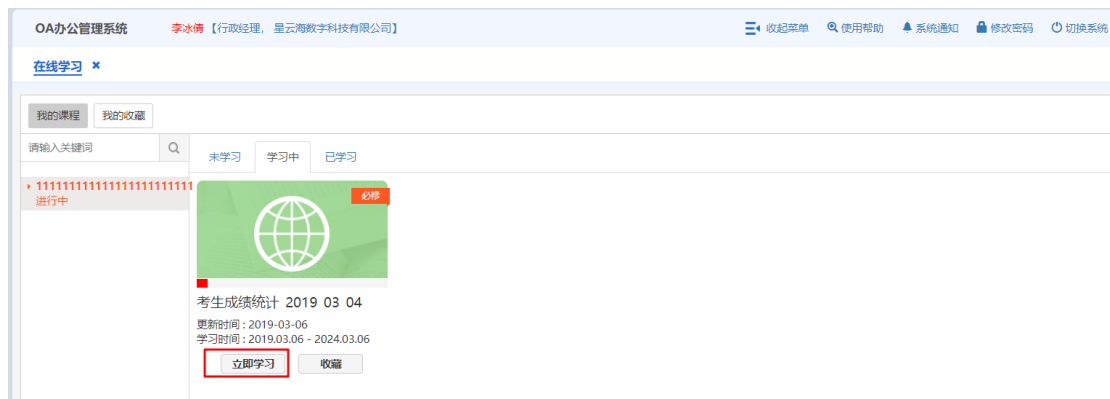 OA办公管理系统 李冰倩【行政经理, 星云海数字科技有限公司】 收起菜单 使用帮助 系统通知 修改密码 切换系统
在线学习 ×
我的课程 我的收藏
请输入关键词
未学习 学习中 已学习
1111111111111111111111111
进行中
必修
考生成绩统计 2019 03 04
更新时间 : 2019-03-06
学习时间 : 2019.03.06 - 2024.03.06
立即学习 收藏